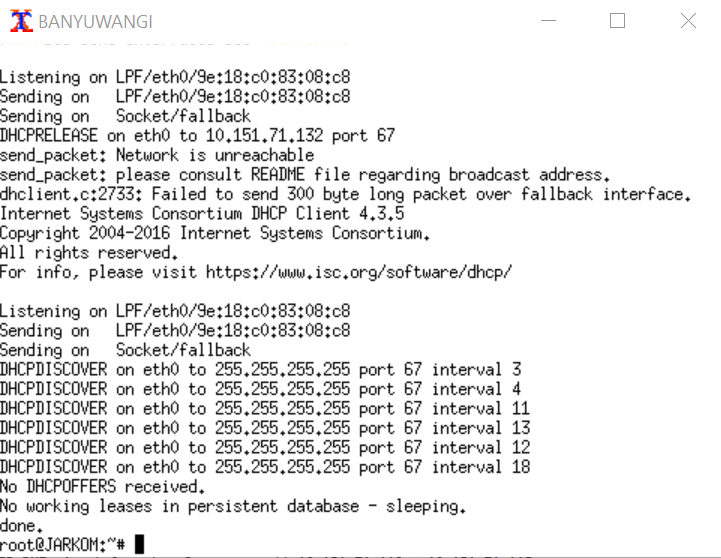 BANYUWANGI
Listening on LPF/eth0/9e:18:c0:83:08:c8
Sending on   LPF/eth0/9e:18:c0:83:08:c8
Sending on   Socket/fallback
DHCPRELEASE on eth0 to 10.151.71.132 port 67
send_packet: Network is unreachable
send_packet: please consult README file regarding broadcast address.
dhclient.c:2733: Failed to send 300 byte long packet over fallback interface.
Internet Systems Consortium DHCP Client 4.3.5
Copyright 2004-2016 Internet Systems Consortium.
All rights reserved.
For info, please visit https://www.isc.org/software/dhcp/
Listening on LPF/eth0/9e:18:c0:83:08:c8
Sending on   LPF/eth0/9e:18:c0:83:08:c8
Sending on   Socket/fallback
DHCPDISCOVER on eth0 to 255.255.255.255 port 67 interval 3
DHCPDISCOVER on eth0 to 255.255.255.255 port 67 interval 4
DHCPDISCOVER on eth0 to 255.255.255.255 port 67 interval 11
DHCPDISCOVER on eth0 to 255.255.255.255 port 67 interval 13
DHCPDISCOVER on eth0 to 255.255.255.255 port 67 interval 12
DHCPDISCOVER on eth0 to 255.255.255.255 port 67 interval 18
No DHCPOFFERS received.
No working leases in persistent database - sleeping.
done.
root@JARKOM:~#